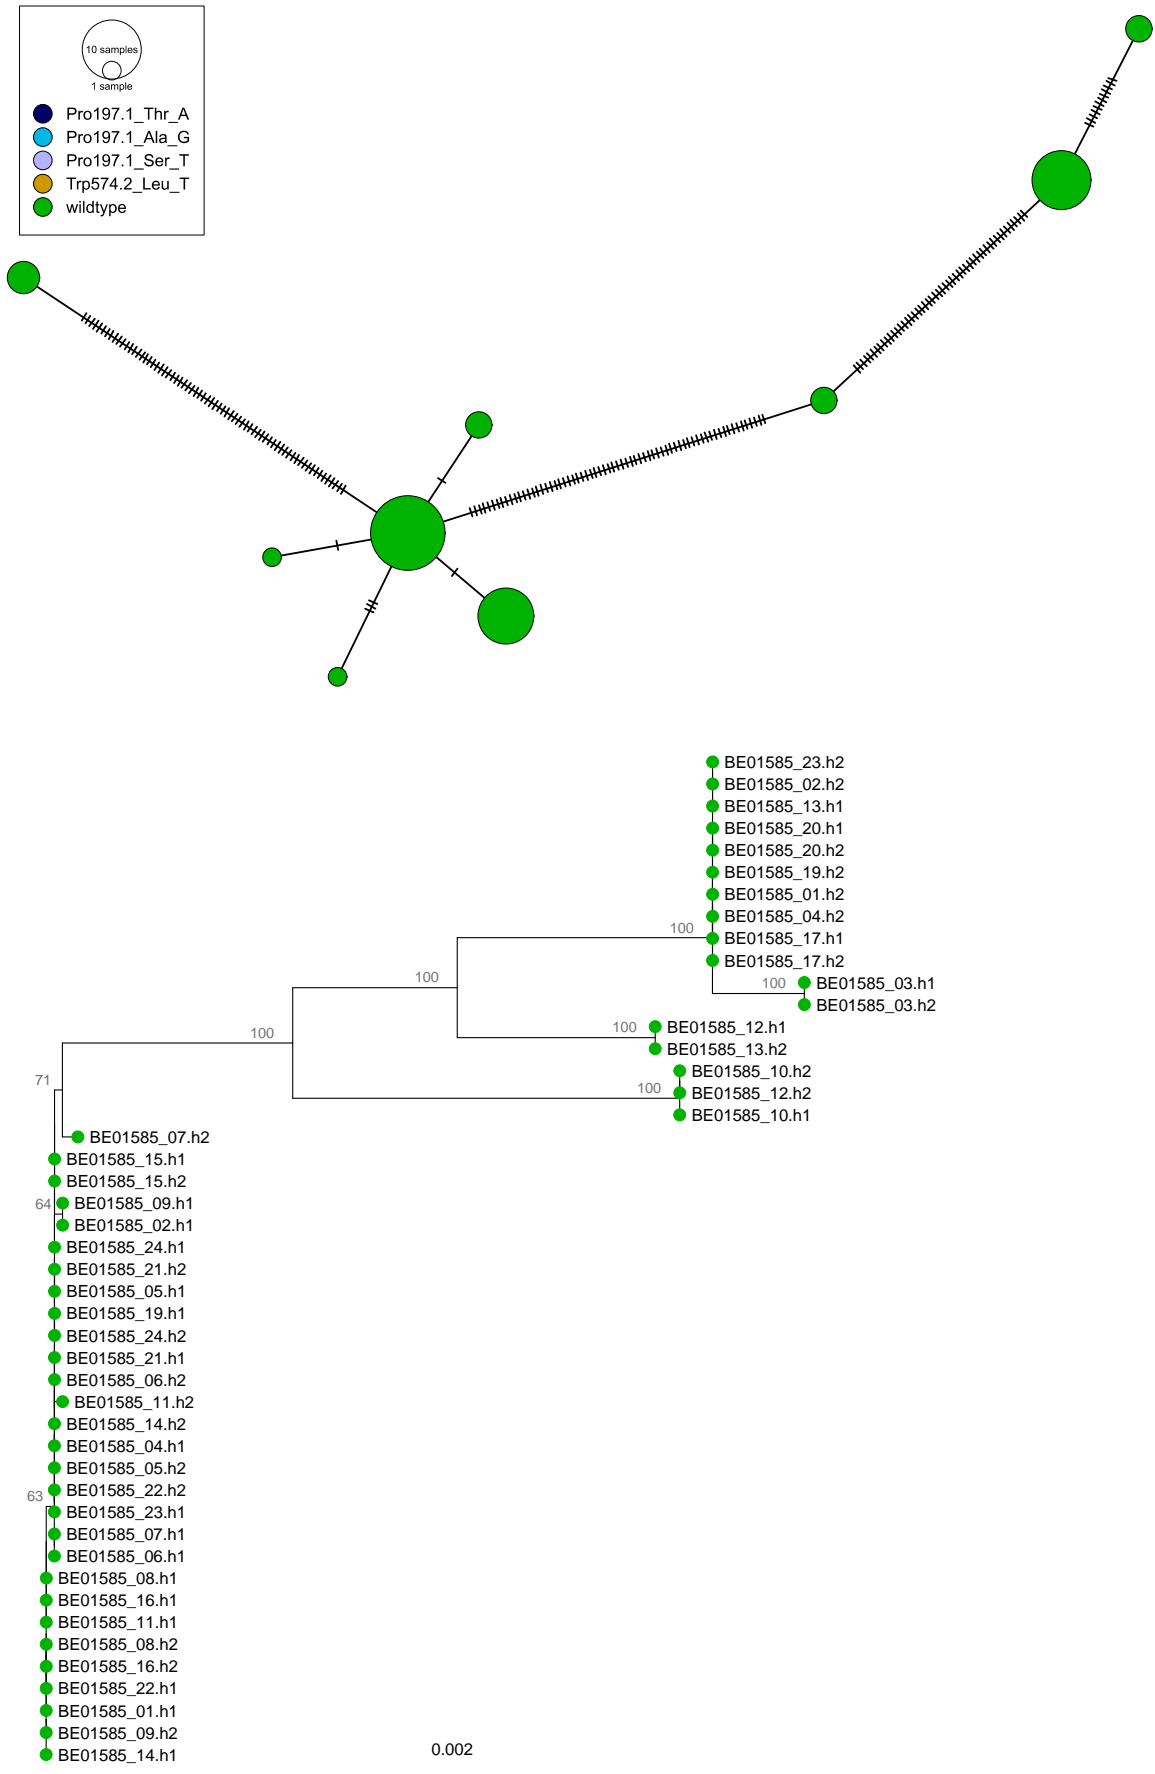 10 samples
1 sample
Pro197.1_Thr_A
Pro197.1_Ala_G
Pro197.1_Ser_T
Trp574.2_Leu_T
wildtype
BE01585_23.h2
BE01585_02.h2
BE01585_13.h1
BE01585_20.h1
BE01585_20.h2
BE01585_19.h2
BE01585_01.h2
BE01585_04.h2
100
BE01585_17.h1
BE01585_17.h2
100
100
BE01585_03.h1
BE01585_03.h2
100
100
BE01585_12.h1
BE01585_13.h2
BE01585_10.h2
71
100
BE01585_12.h2
BE01585_10.h1
BE01585_07.h2
BE01585_15.h1
BE01585_15.h2
64
BE01585_09.h1
BE01585_02.h1
BE01585_24.h1
BE01585_21.h2
BE01585_05.h1
BE01585_19.h1
BE01585_24.h2
BE01585_21.h1
BE01585_06.h2
BE01585_11.h2
BE01585_14.h2
BE01585_04.h1
BE01585_05.h2
BE01585_22.h2
63
BE01585_23.h1
BE01585_07.h1
BE01585_06.h1
BE01585_08.h1
BE01585_16.h1
BE01585_11.h1
BE01585_08.h2
BE01585_16.h2
BE01585_22.h1
BE01585_01.h1
BE01585_09.h2
BE01585_14.h1
0.002